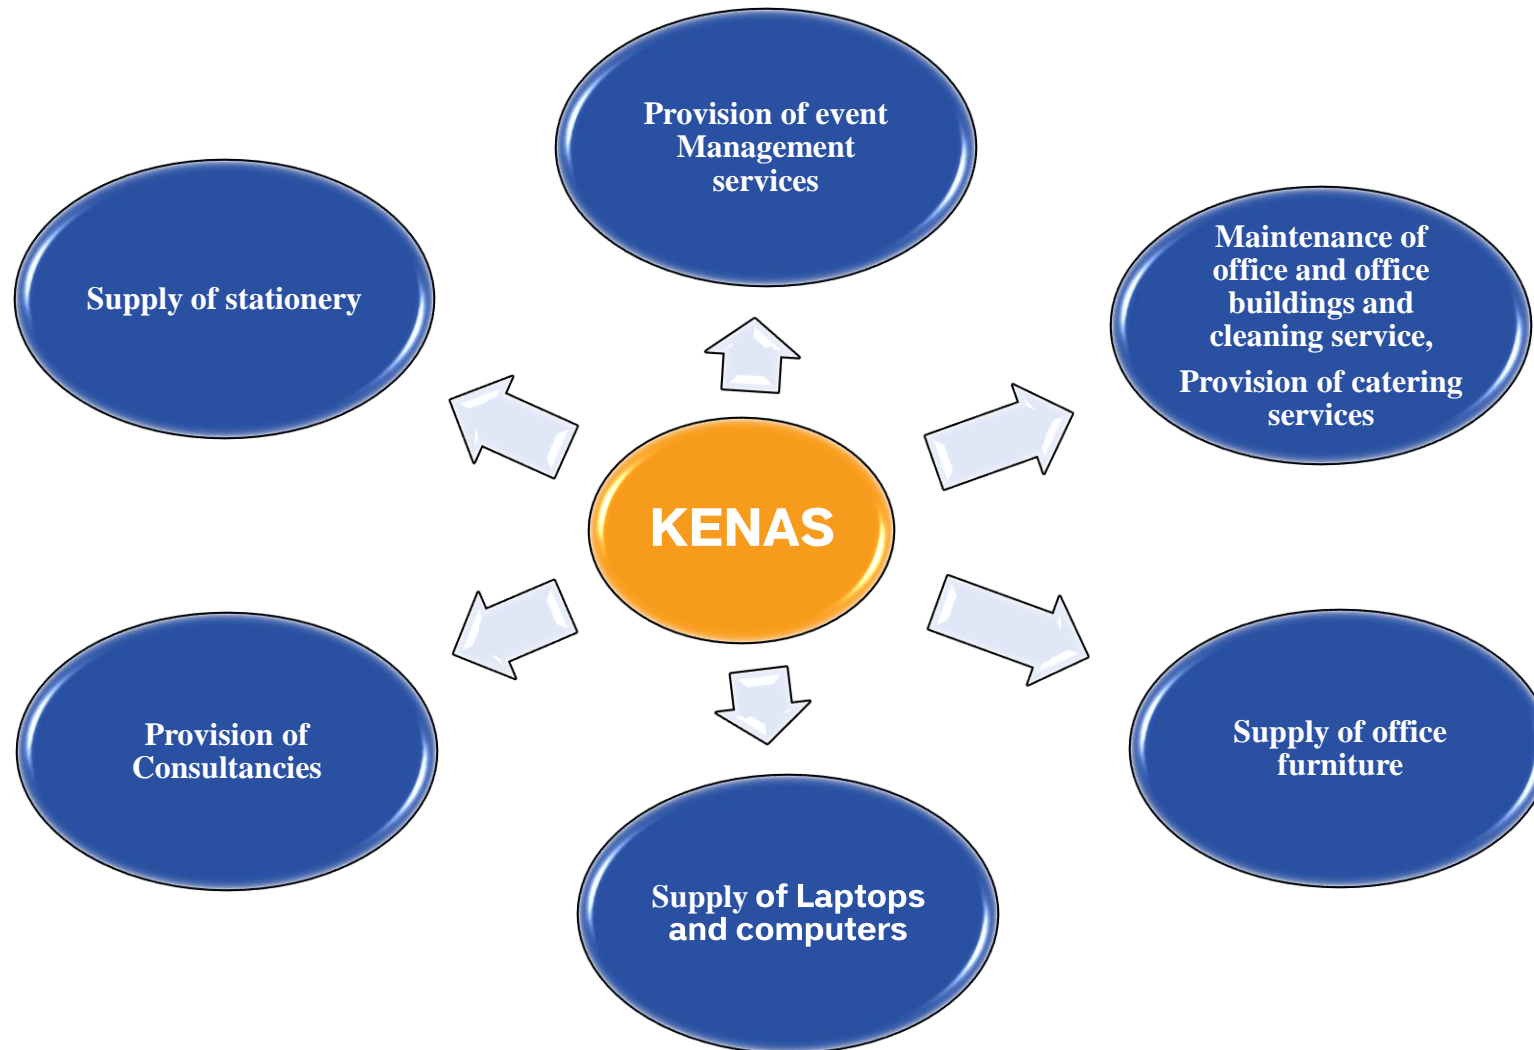 Provision of event
Management
services
Supply of stationery
Maintenance of
office and office
buildings and
cleaning service,
Provision of catering
services
KENAS
Provision of
Consultancies
Supply of office
furniture
Supply of Laptops
and computers